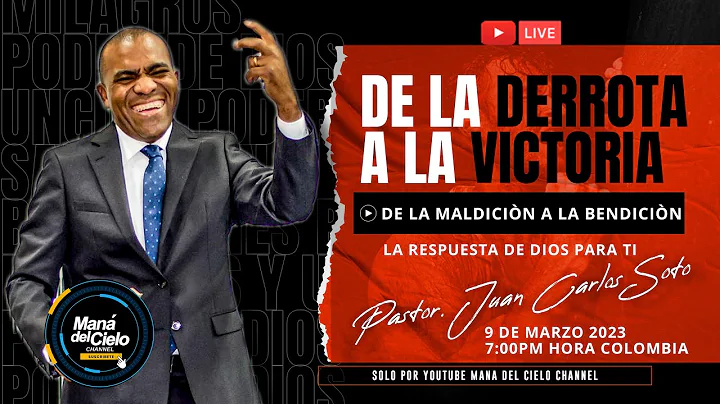 MILAGROS
LIVE
DE LA DERROTA
A LA VICTORIA
DE LA MALDICIÒN A LA BENDICIÒN
LA RESPUESTA DE DIOS PARA TI
Pastor. Juan Carlos Soto
9 DE MARZO 2023
7:00PM HORA COLOMBIA
SOLO POR YOUTUBE MANA DEL CIELO CHANNEL
Maná
del Cielo
CHANNEL
SUSCRIBETE